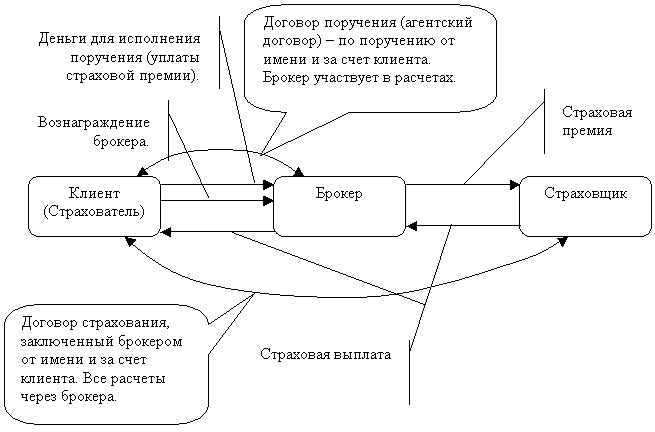 Деньги для исполнения
поручения (уплаты
страховой премии).
Договор поручения (агентский
договор) – по поручению от
имени и за счет клиента.
Брокер участвует в расчетах.
Страховая
премия
Вознаграждение
брокера.
Клиент
(Страхователь)
Брокер
Страховщик
Договор страхования,
заключенный брокером
от имени и за счет
клиента. Все расчеты
через брокера.
Страховая выплата